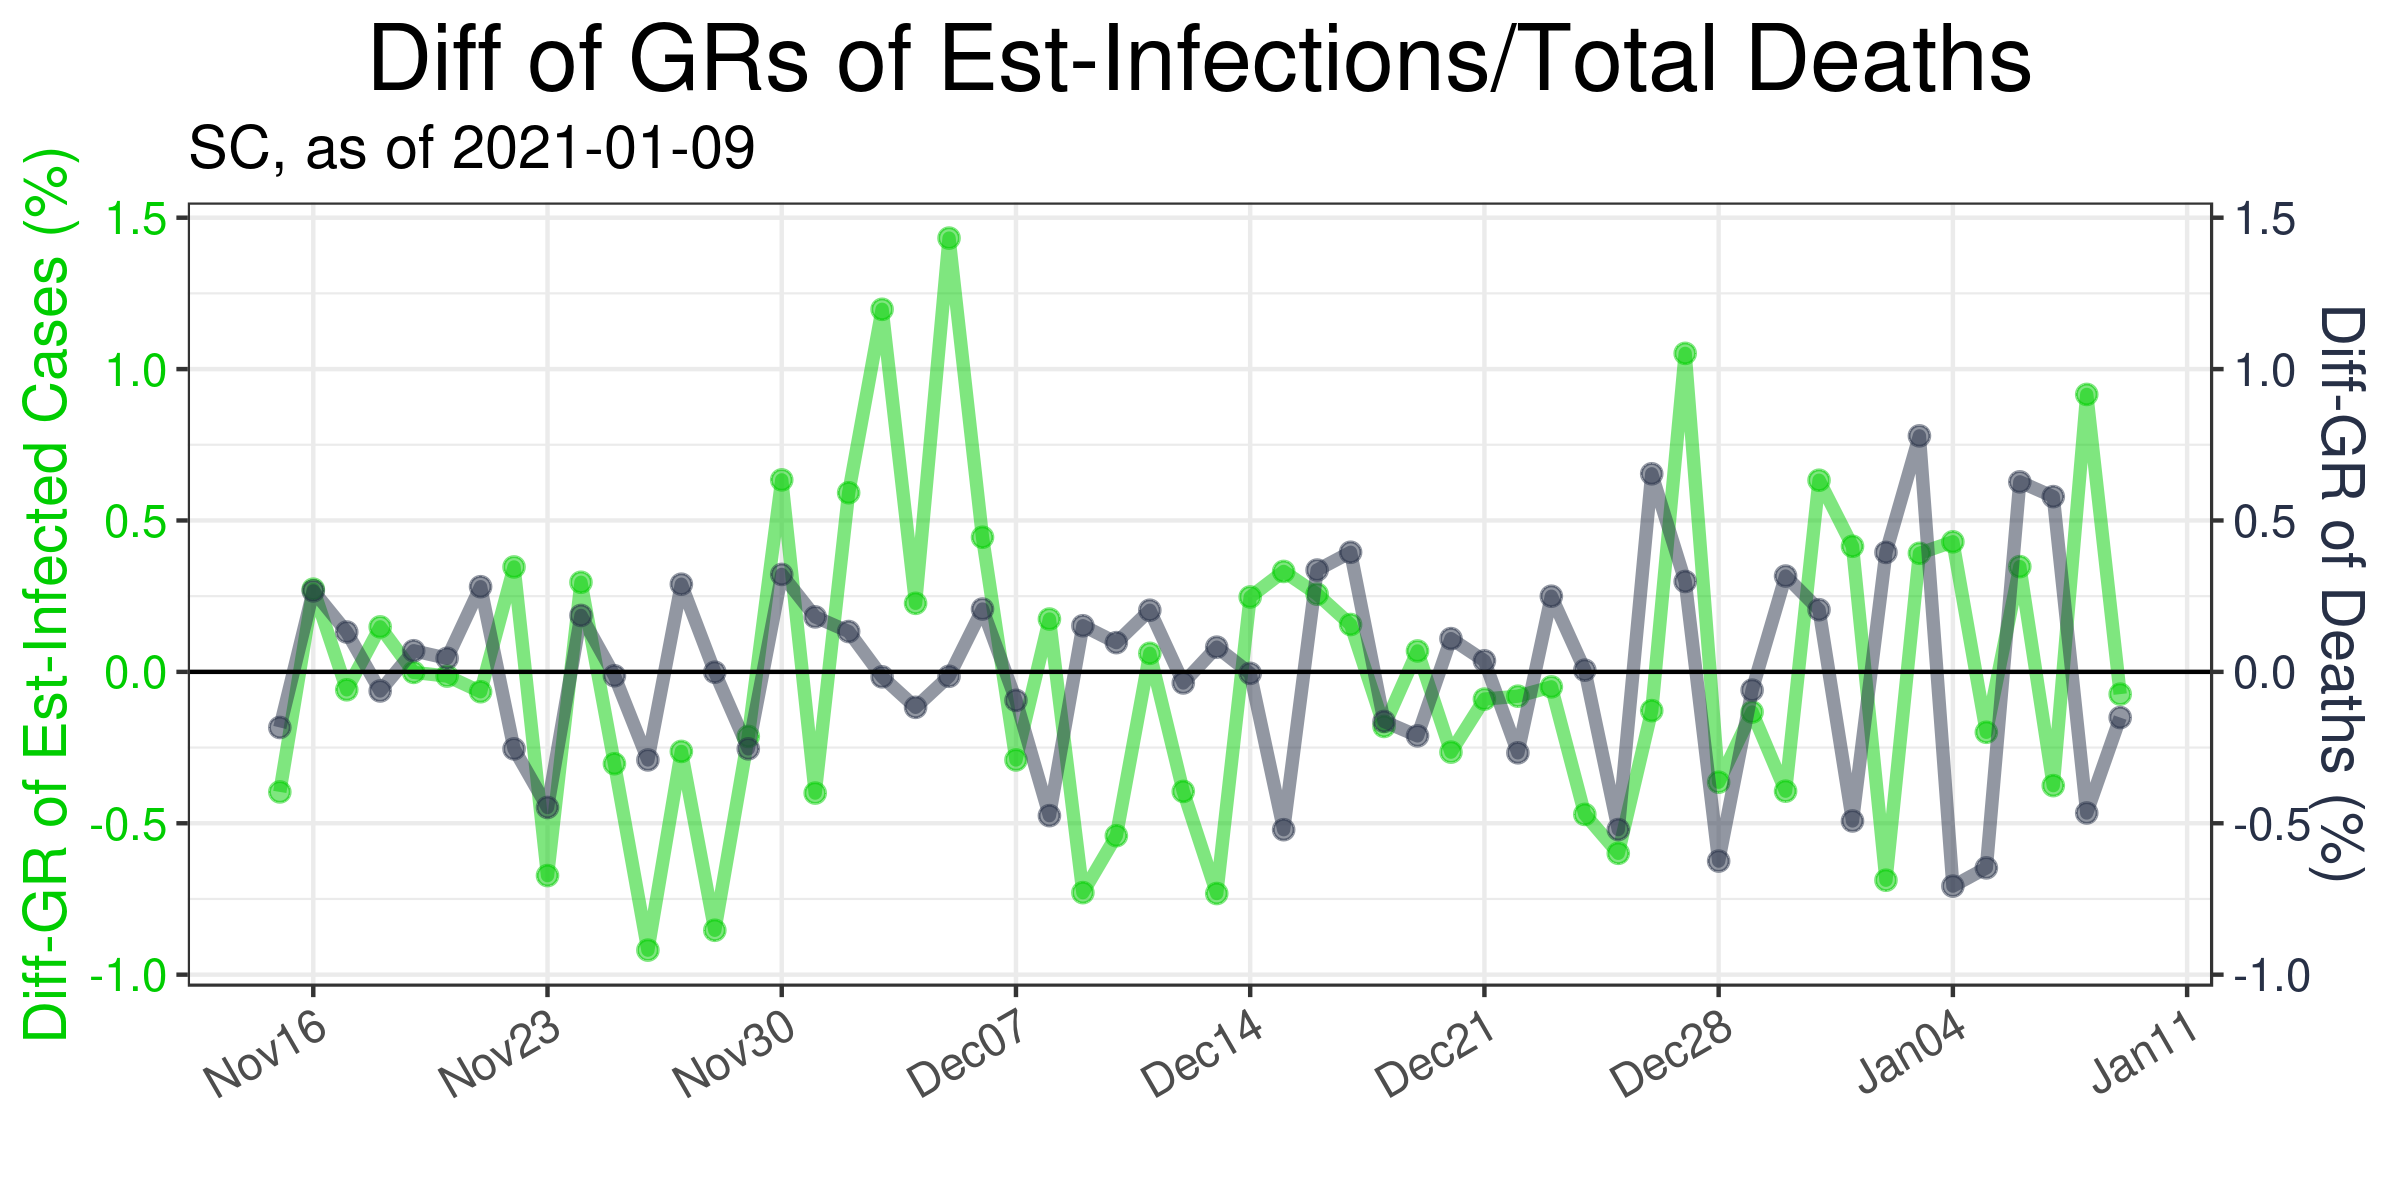 Diff of GRs of Est-Infections/Total Deaths
SC, as of 2021-01-09
Diff-GR of Est-Infected Cases (%)
1.5
1.0
0.5
0.0
-0.5
-1.0
1.5
1.0
0.5
0.0
-0.5
-1.0
Diff-GR of Deaths (%)
Nov16
Nov23
Nov30
Dec07
Dec14
Dec21
Dec28
Jan04
Jan11